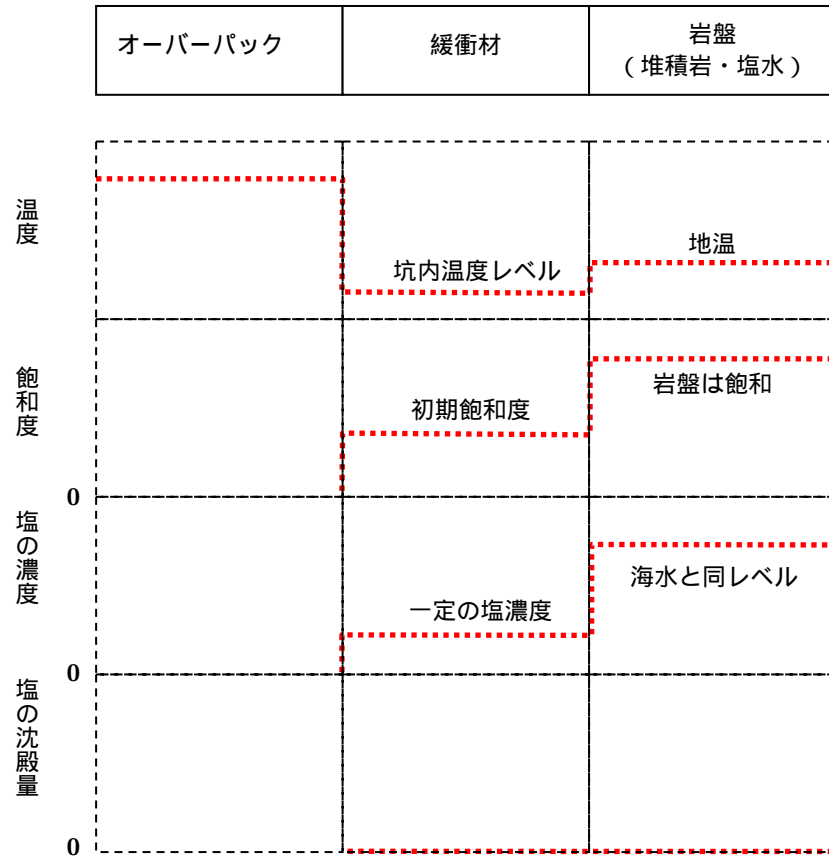 オーバーパック
緩衝材
岩盤
(堆積岩・塩水)
温度
坑内温度レベル
地温
飽和度
初期飽和度
岩盤は飽和
0
塩の濃度
一定の塩濃度
海水と同レベル
0
塩の沈殿量
0